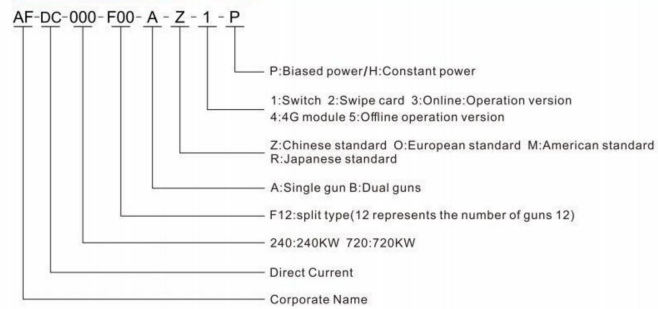 AF-DC-000-F00-A-Z-1-P
P:Biased power/H:Constant power
1:Switch 2:Swipe card 3:Online:Operation version
4:4G module 5:Offline operation version
Z:Chinese standard O:European standard M:American standard
R:Japanese standard
A:Single gun B:Dual guns
F12:split type(12 represents the number of guns 12)
240:240KW 720:720KW
Direct Current
Corporate Name